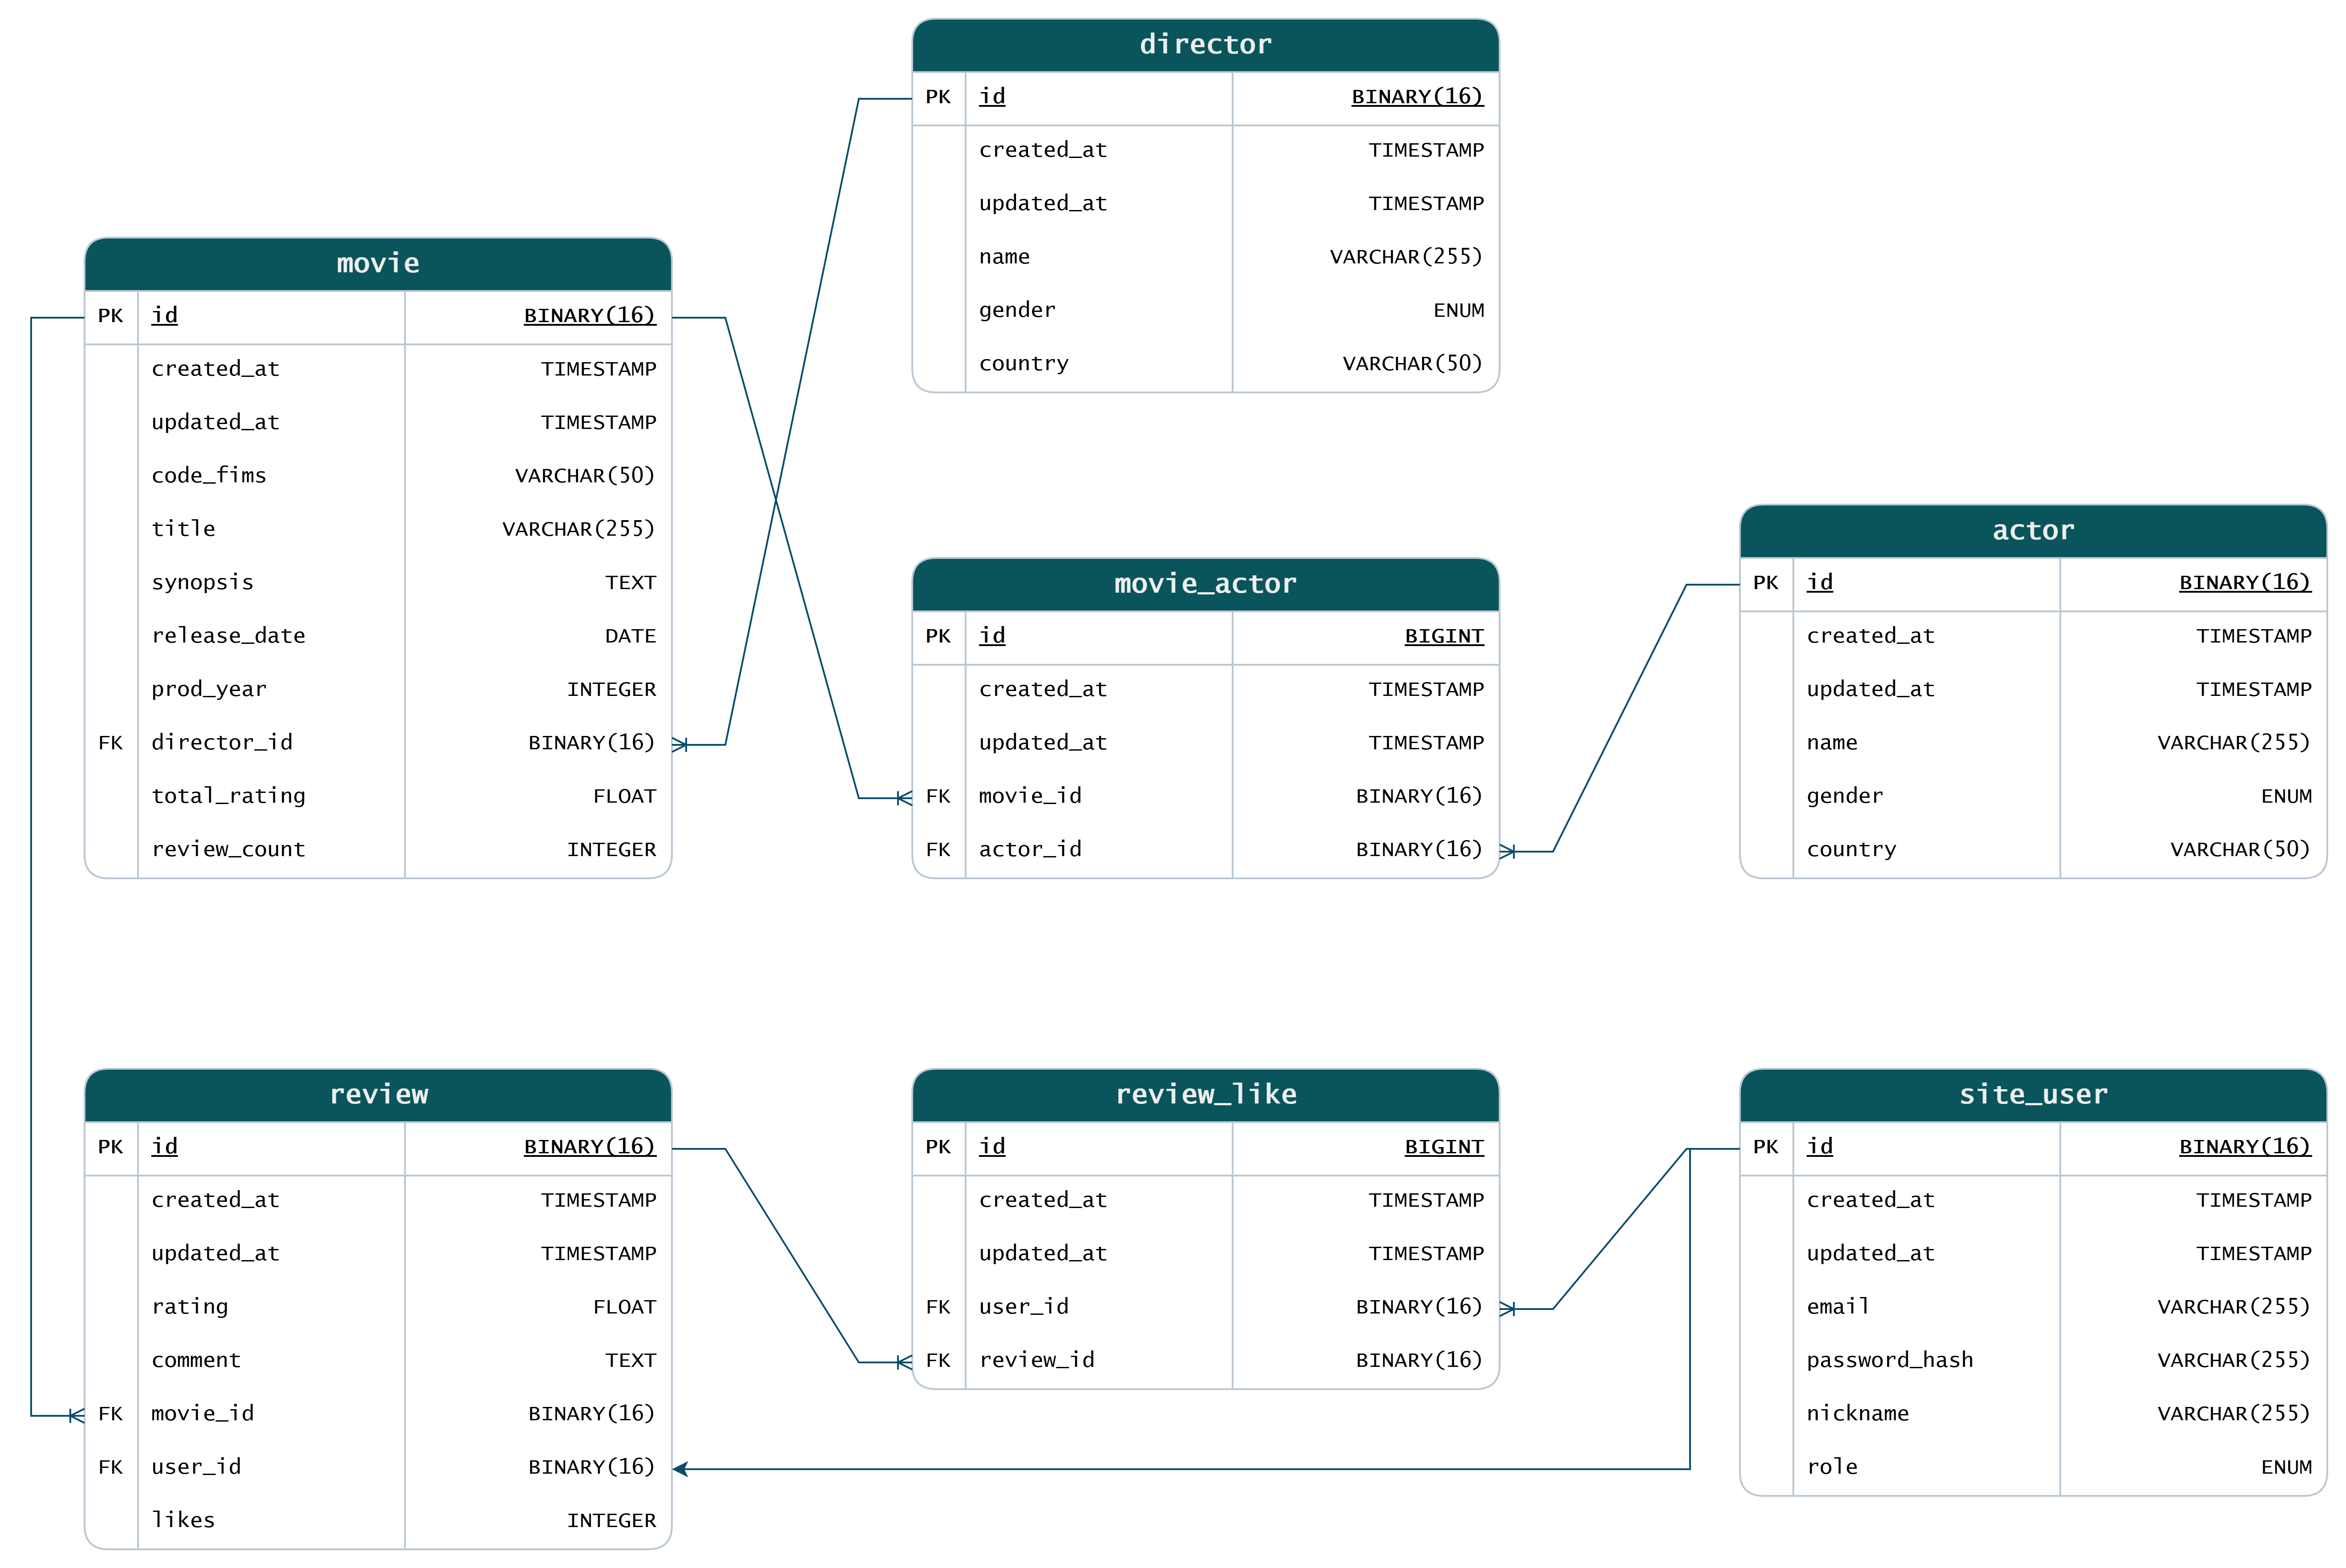 director
PK id BINARY(16)
created_at TIMESTAMP
updated_at TIMESTAMP
name VARCHAR(255)
gender ENUM
country VARCHAR(50)
movie
PK id BINARY(16)
created_at TIMESTAMP
updated_at TIMESTAMP
code_fims VARCHAR(50)
title VARCHAR(255)
synopsis TEXT
release_date DATE
prod_year INTEGER
FK director_id BINARY(16)
total_rating FLOAT
review_count INTEGER
movie_actor
PK id BIGINT
created_at TIMESTAMP
updated_at TIMESTAMP
FK movie_id BINARY(16)
FK actor_id BINARY(16)
actor
PK id BINARY(16)
created_at TIMESTAMP
updated_at TIMESTAMP
name VARCHAR(255)
gender ENUM
country VARCHAR(50)
review
PK id BINARY(16)
created_at TIMESTAMP
updated_at TIMESTAMP
rating FLOAT
comment TEXT
FK movie_id BINARY(16)
FK user_id BINARY(16)
likes INTEGER
review_like
PK id BIGINT
created_at TIMESTAMP
updated_at TIMESTAMP
FK user_id BINARY(16)
FK review_id BINARY(16)
site_user
PK id BINARY(16)
created_at TIMESTAMP
updated_at TIMESTAMP
email VARCHAR(255)
password_hash VARCHAR(255)
nickname VARCHAR(255)
role ENUM